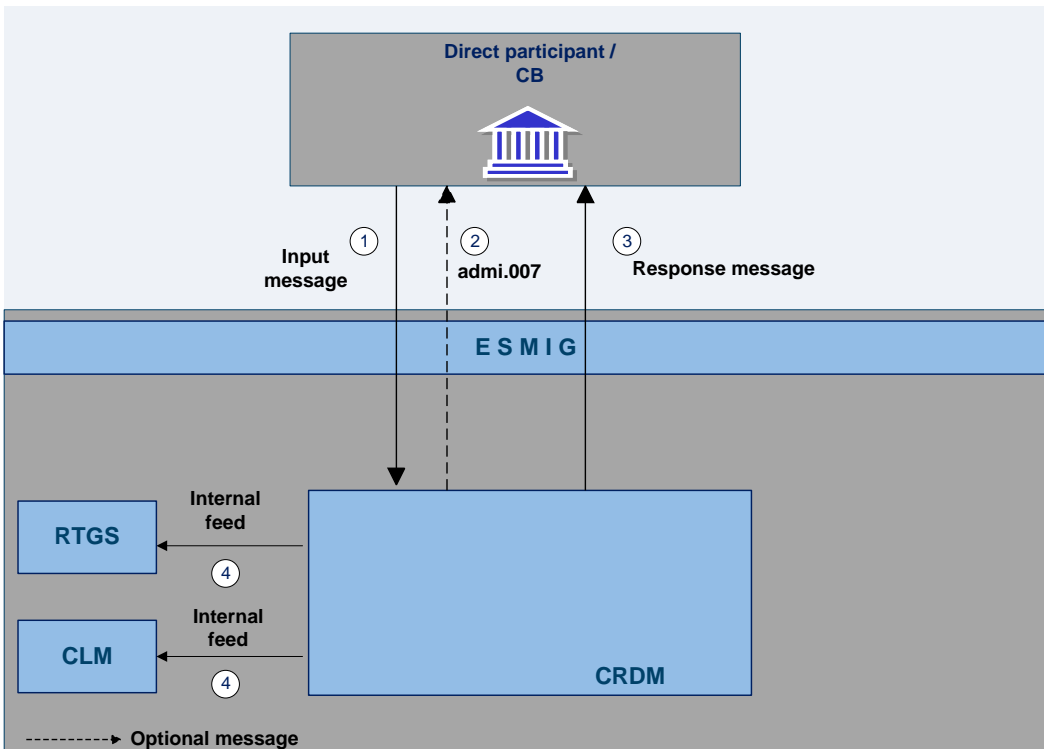 Direct participant /
CB
1
Input
message
2
admi.007
3
Response message
E S M I G
Internal
feed
RTGS
4
Internal
feed
CLM
4
CRDM
Optional message